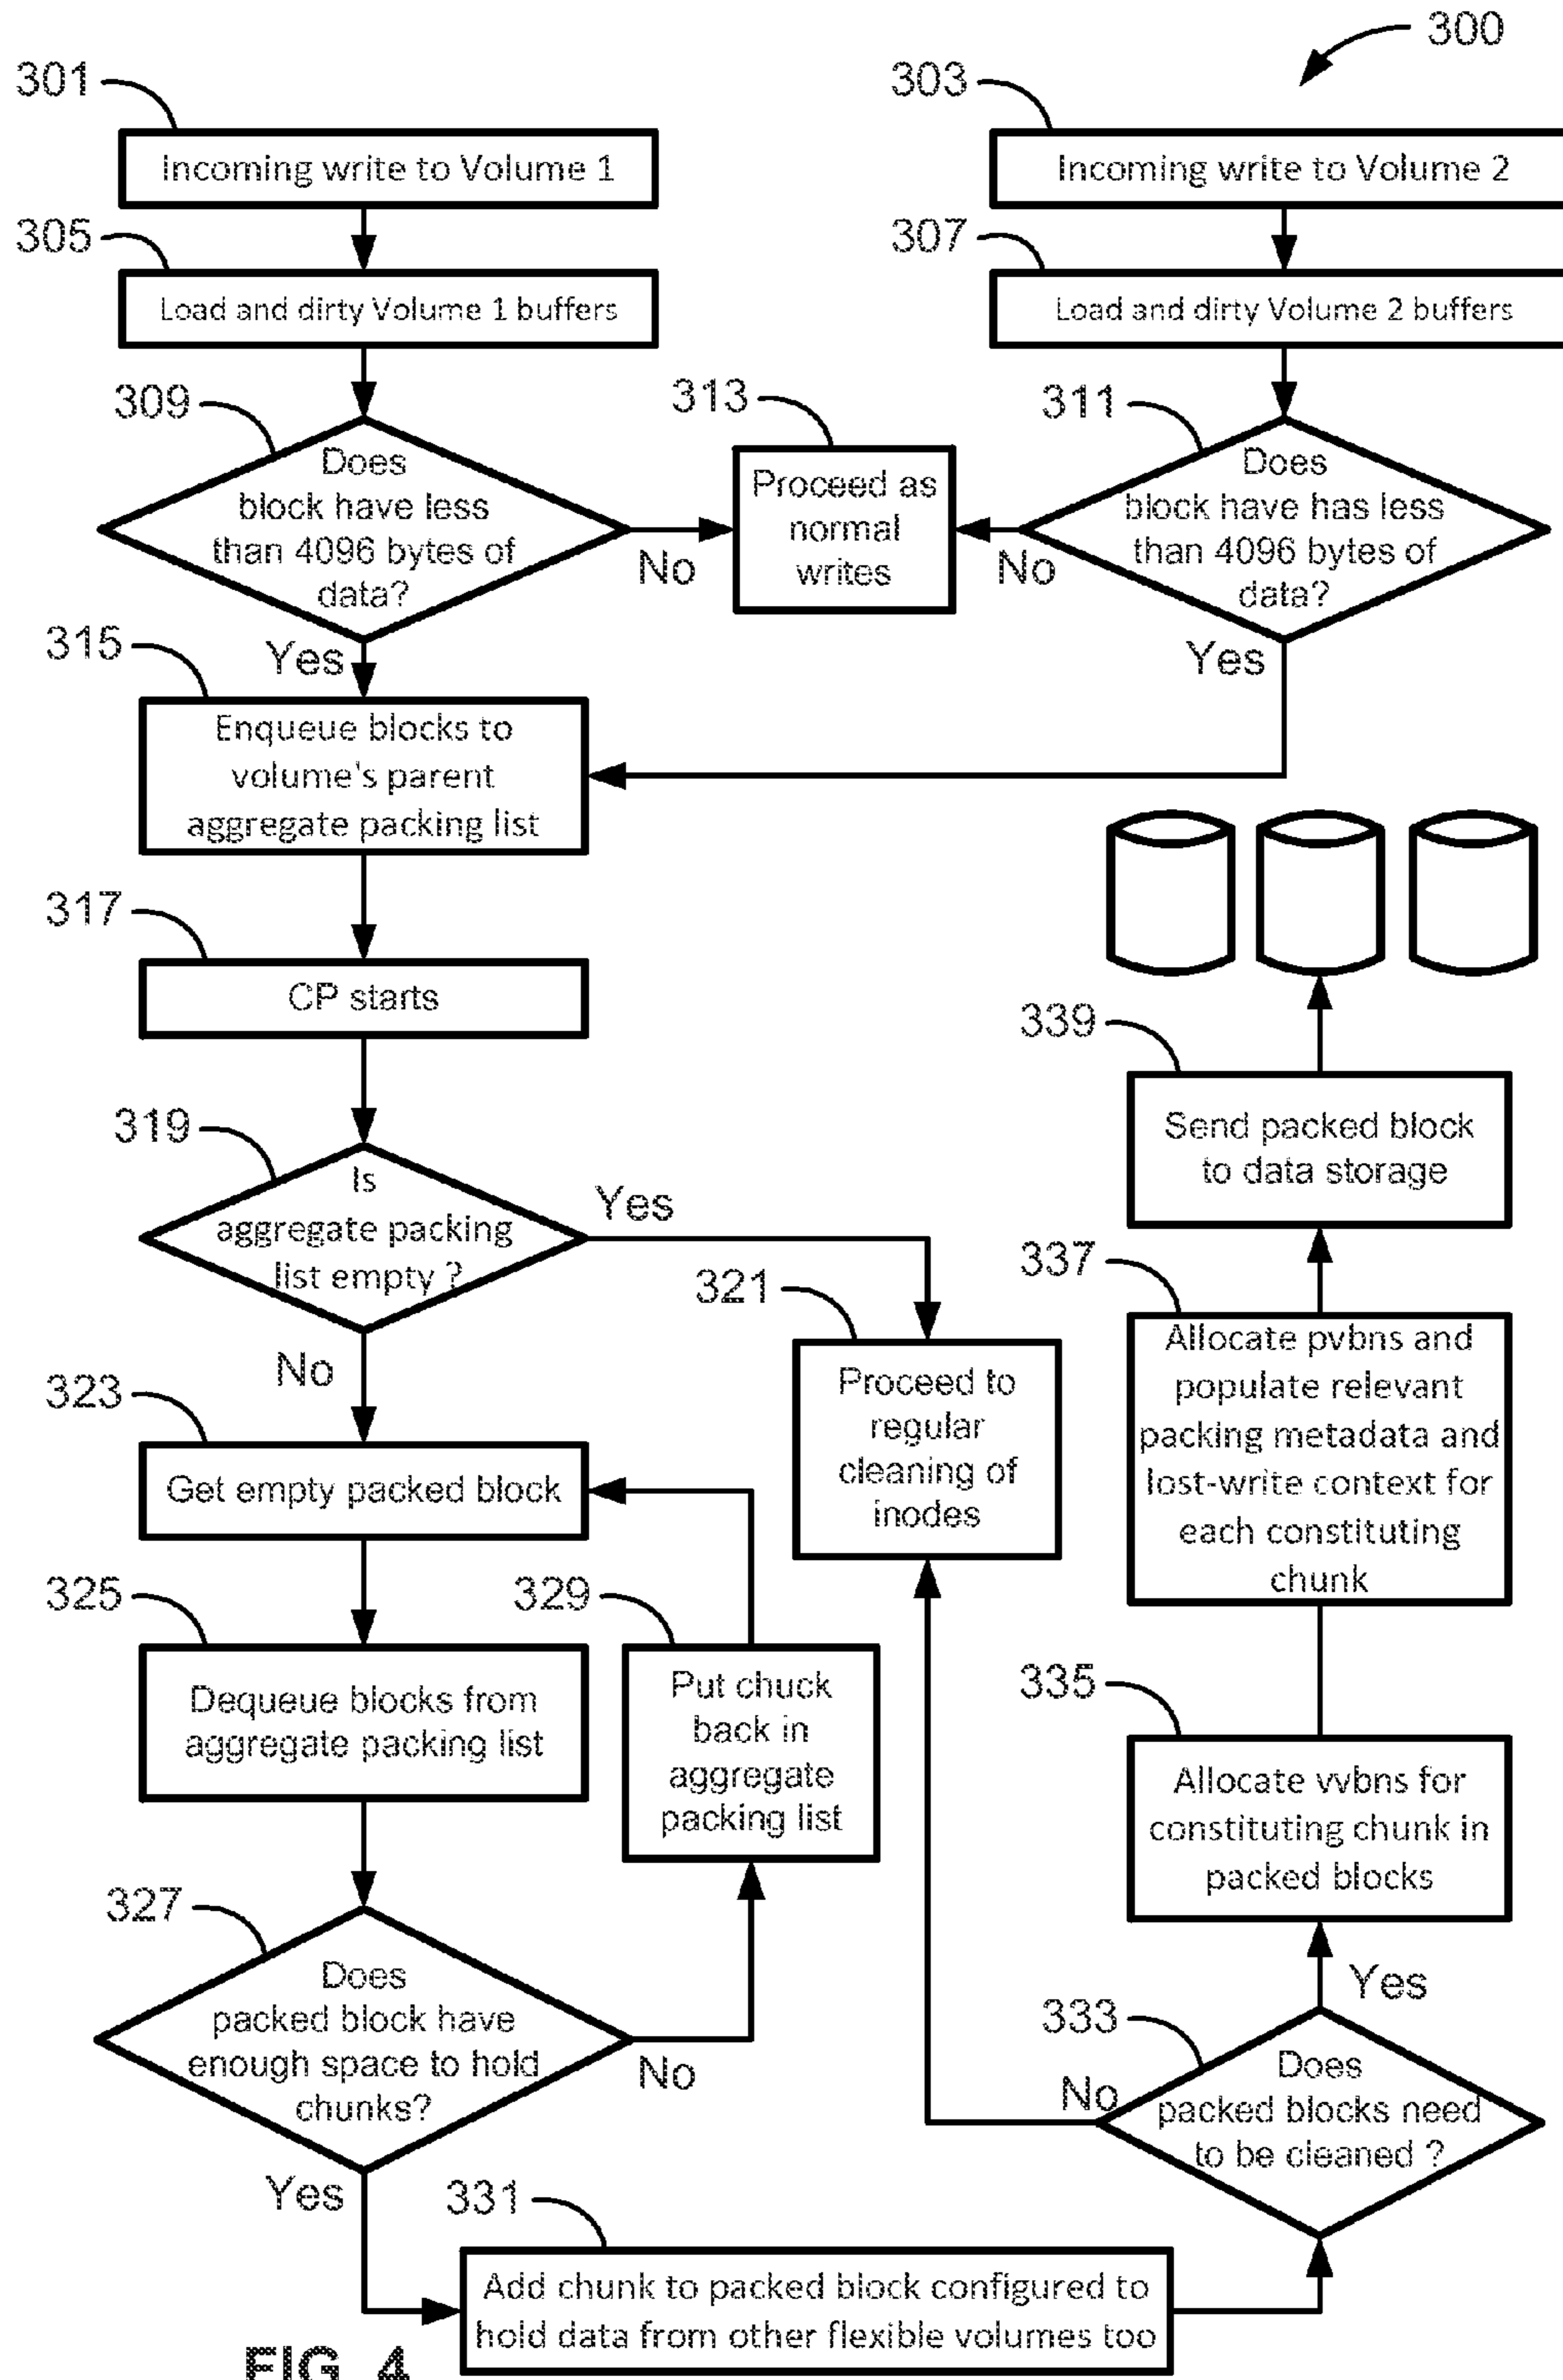 300
301
303
Incoming write to Volume 1
Incoming write to Volume 2
305
307
Load and dirty Volume 1 buffers
Load and dirty Volume 2 buffers
309
313
311
Does
block have less
than 4096 bytes of
data?
No
Proceed as
normal
writes
No
Does
block have has less
than 4096 bytes of
data?
315
Yes
Yes
Enqueue blocks to
volume's parent
aggregate packing list
317
CP starts
319
Is
aggregate packing
list empty ?
Yes
No
321
Proceed to
regular
cleaning of
inodes
323
Get empty packed block
325
Dequeue blocks from
aggregate packing list
329
Put chuck
back in
aggregate
packing list
327
Does
packed block have
enough space to hold
chunks?
No
Yes
331
Add chunk to packed block configured to
hold data from other flexible volumes too
333
Does
packed blocks need
to be cleaned ?
No
Yes
335
Allocate vvbns for
constituting chunk in
packed blocks
337
Allocate pvbns and
populate relevant
packing metadata and
lost-write context for
each constituting
chunk
339
Send packed block
to data storage
FIG. 4